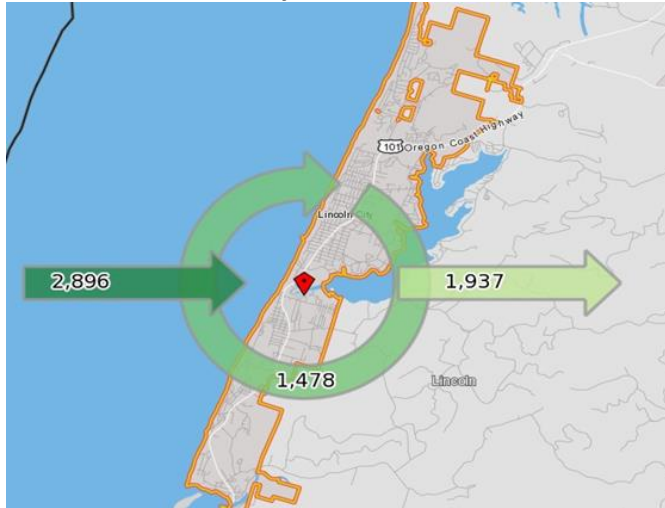 101 Oregon Coast Highway
Lincoln City
2,896
1,937
1,478
Lincoln